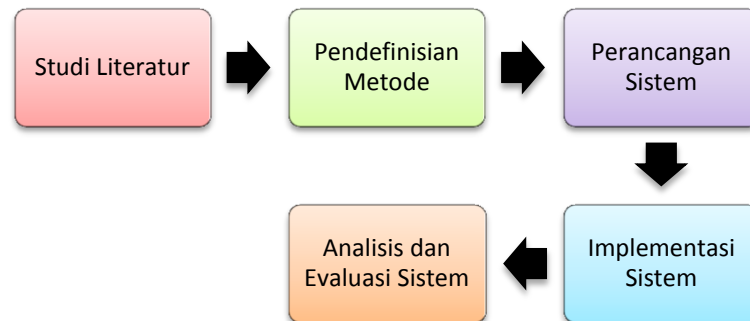 Studi Literatur
Pendefinisian
Metode
Perancangan
Sistem
Implementasi
Sistem
Analisis dan
Evaluasi Sistem